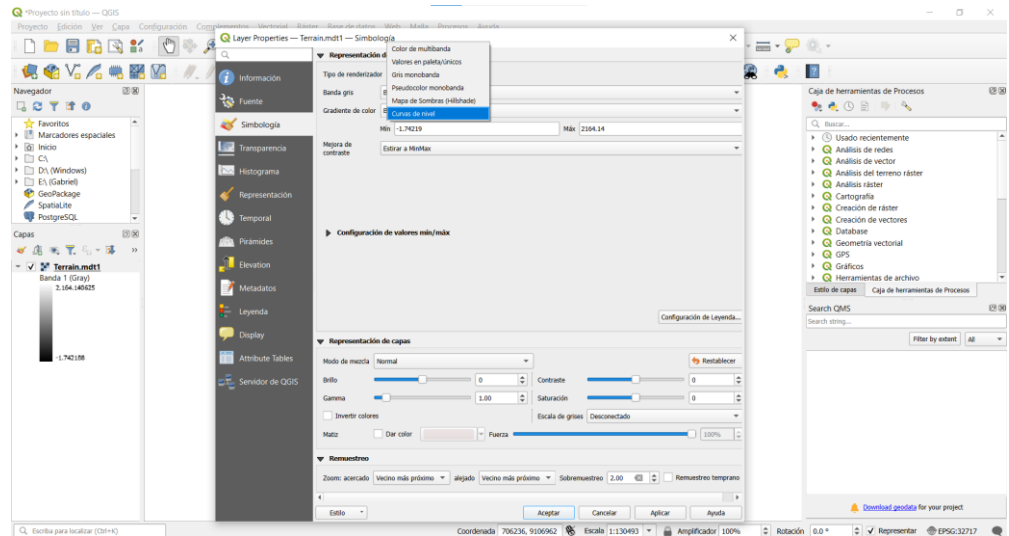 *Proyecto sin título — QGIS
Proyecto Edición Ver Capa Configuración Complementos Vectorial Ráster Base de datos Web Malla Procesos Ayuda
Layer Properties — Terrain.mdt1 — Simbología
Información
Fuente
Simbología
Transparencia
Histograma
Representación
Temporal
Pirámides
Elevation
Metadatos
Leyenda
Display
Attribute Tables
Servidor de QGIS
Representación d
Tipo de renderizador
Color de multibanda
Valores en paleta/únicos
Gris monobanda
Pseudocolor monobanda
Mapa de Sombras (Hillshade)
Curvas de nivel
Banda gris
Gradiente de color
Mín -1.74219 Máx 2164.14
Mejora de
contraste
Estirar a MinMax
Configuración de valores min/máx
Configuración de Leyenda...
Representación de capas
Modo de mezcla Normal Restablecer
Brillo 0 Contraste 0
Gamma 1.00 Saturación 0
Invertir colores Escala de grises Desconectado
Matiz Dar color Fuerza 100%
Remuestreo
Zoom: acercado Vecino más próximo alejado Vecino más próximo Sobremuestreo 2.00 Remuestreo temprano
Estilo Aceptar Cancelar Aplicar Ayuda
Navegador
Favoritos
Marcadores espaciales
Inicio
C:\
D:\ (Windows)
E:\ (Gabriel)
GeoPackage
SpatiaLite
PostgreSQL
Capas
Terrain.mdt1
Banda 1 (Gray)
2.164.140625
-1.742188
Caja de herramientas de Procesos
Buscar...
Usado recientemente
Análisis de redes
Análisis de vector
Análisis del terreno ráster
Análisis ráster
Cartografía
Creación de ráster
Creación de vectores
Database
Geometría vectorial
GPS
Gráficos
Herramientas de archivo
Estilo de capas Caja de herramientas de Procesos
Search QMS
Search string...
Filter by extent All
Download geodata for your project
Escriba para localizar (Ctrl+K) Coordenada 706236, 9106962 Escala 1:130493 Amplificador 100% Rotación 0.0 ° Representar EPSG:32717